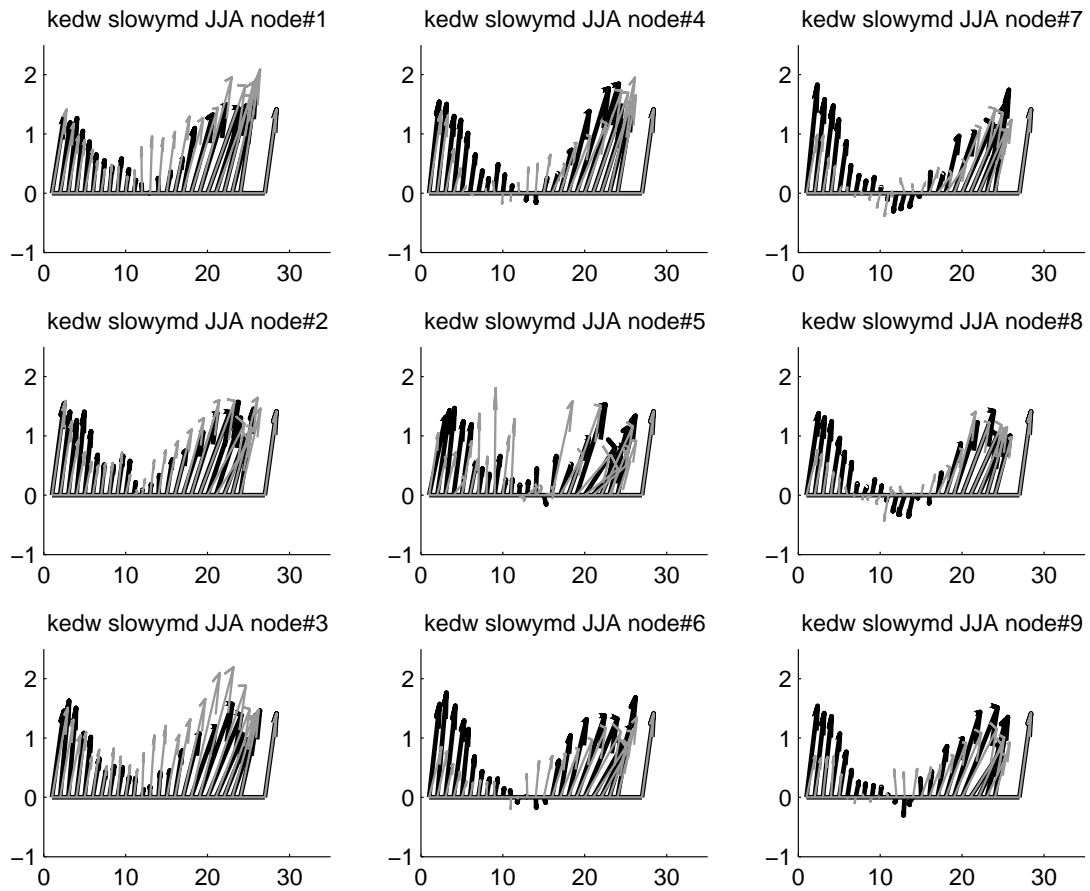 kedw slowymd JJA node#1
kedw slowymd JJA node#4
kedw slowymd JJA node#7
2
1
0
−1
0 10 20 30
2
1
0
−1
0 10 20 30
2
1
0
−1
0 10 20 30
kedw slowymd JJA node#2
kedw slowymd JJA node#5
kedw slowymd JJA node#8
2
1
0
−1
0 10 20 30
2
1
0
−1
0 10 20 30
2
1
0
−1
0 10 20 30
kedw slowymd JJA node#3
kedw slowymd JJA node#6
kedw slowymd JJA node#9
2
1
0
−1
0 10 20 30
2
1
0
−1
0 10 20 30
2
1
0
−1
0 10 20 30